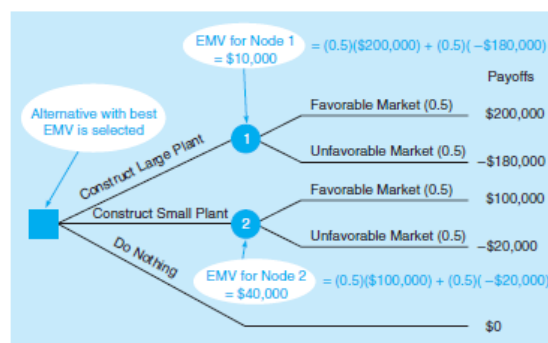 EMV for Node 1
= $10,000
= (0.5)($200,000) + (0.5)( –$180,000)
Payoffs
Alternative with best
EMV is selected
Favorable Market (0.5)
$200,000
1
Construct Large Plant
Unfavorable Market (0.5)
–$180,000
Favorable Market (0.5)
$100,000
Construct Small Plant
2
Unfavorable Market (0.5)
–$20,000
Do Nothing
EMV for Node 2
= $40,000
= (0.5)($100,000) + (0.5)( –$20,000)
$0